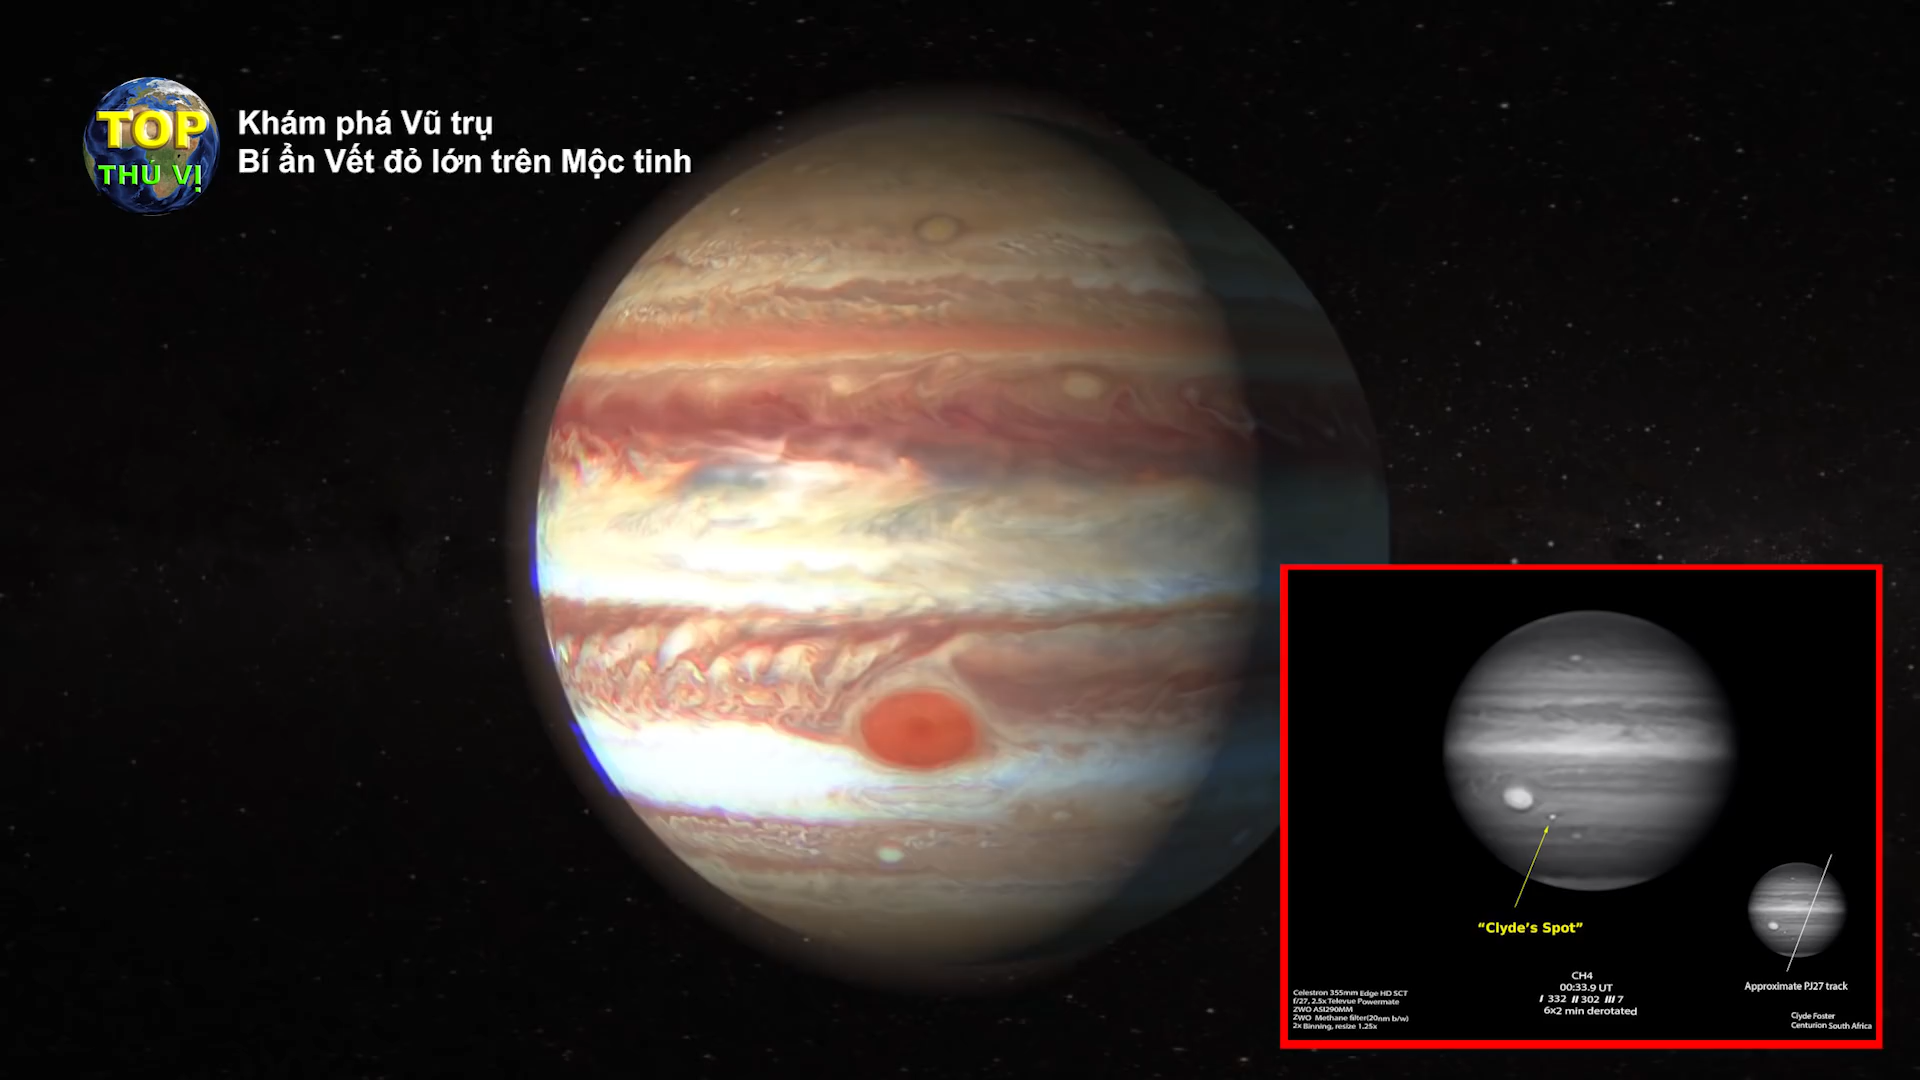 TOP
THÚ VỊ
Khám phá Vũ trụ
Bí ẩn Vết đỏ lớn trên Mộc tinh
“Clyde’s Spot”
CH4
00:33.9 UT
I 332 II 302 III 7
6x2 min derotated
Approximate PJ27 track
Celestron 355mm Edge HD SCT
f/27, 2.5x Televue Powermate
ZWO ASI290MM
ZWO Methane filter(20nm b/w)
2x Binning, resize 1.25x
Clyde Foster
Centurion South Africa